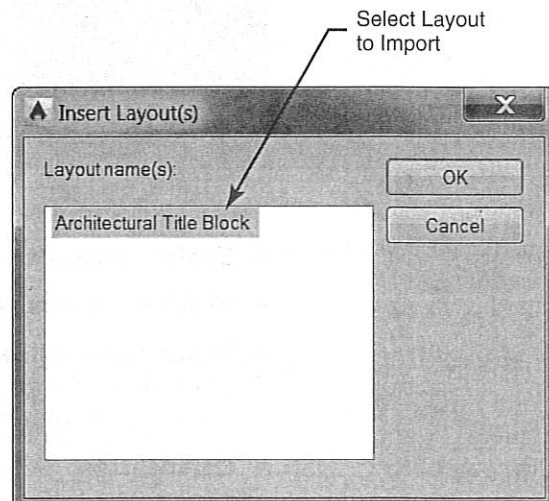 Select Layout
to Import
Insert Layout(s)
Layout name(s):
OK
Architectural Title Block
Cancel